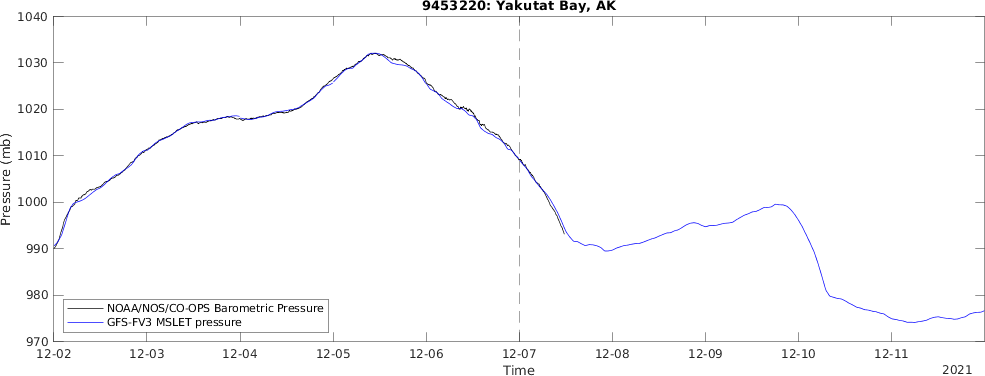 9453220: Yakutat Bay, AK
Pressure (mb)
1040
1030
1020
1010
1000
990
980
970
NOAA/NOS/CO-OPS Barometric Pressure
GFS-FV3 MSLET pressure
12-02 12-03 12-04 12-05 12-06 12-07 12-08 12-09 12-10 12-11
Time
2021